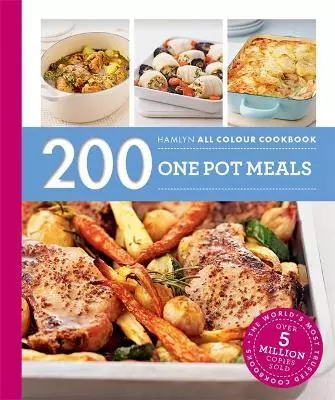 HAMLYN ALL COLOUR COOKBOOK
200 ONE POT MEALS
THE WORLD'S MOST TRUSTED COOKBOOKS •
OVER
5
MILLION
COPIES
SOLD